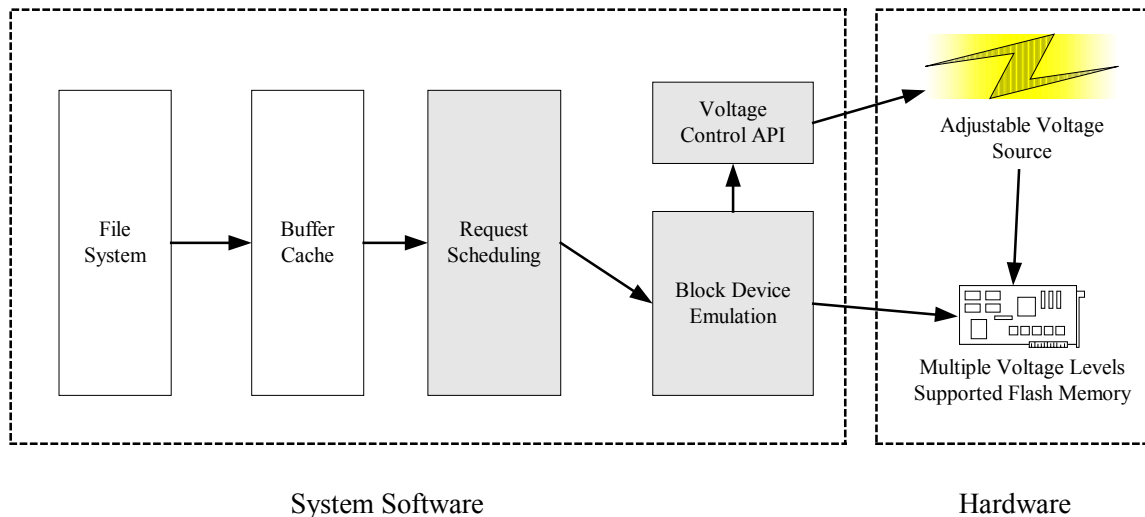 File
System
Buffer
Cache
Request
Scheduling
Voltage
Control API
Block Device
Emulation
Adjustable Voltage
Source
Multiple Voltage Levels
Supported Flash Memory
System Software
Hardware